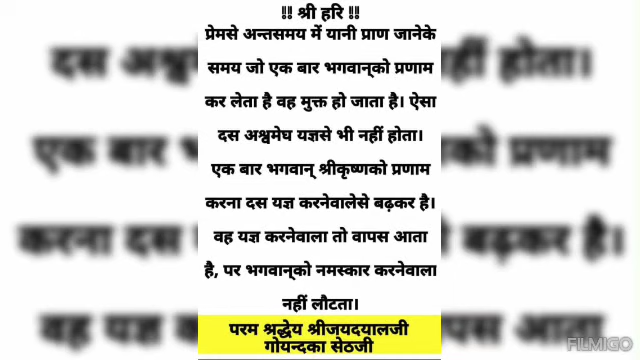 !! श्री हरि !!
प्रेमसे अन्तसमय में यानी प्राण जानेके
समय जो एक बार भगवान्‌को प्रणाम
कर लेता है वह मुक्त हो जाता है। ऐसा
दस अश्वमेघ यज्ञसे भी नहीं होता।
एक बार भगवान् श्रीकृष्णको प्रणाम
करना दस यज्ञ करनेवालेसे बढ़कर है।
वह यज्ञ करनेवाला तो वापस आता
है, पर भगवान्‌को नमस्कार करनेवाला
नहीं लौटता।
परम श्रद्धेय श्रीजयदयालजी
गोयन्दका सेठजी
FILMIGO